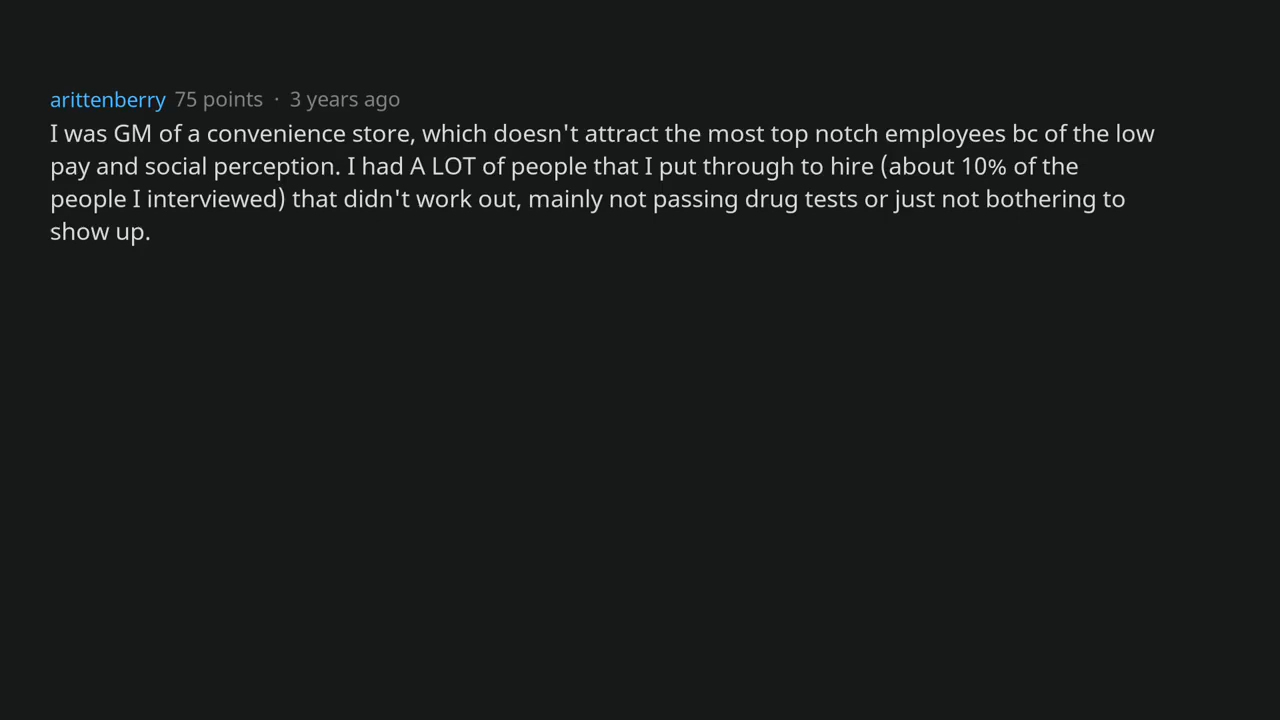 arittenberry 75 points · 3 years ago
I was GM of a convenience store, which doesn't attract the most top notch employees bc of the low
pay and social perception. I had A LOT of people that I put through to hire (about 10% of the
people I interviewed) that didn't work out, mainly not passing drug tests or just not bothering to
show up.